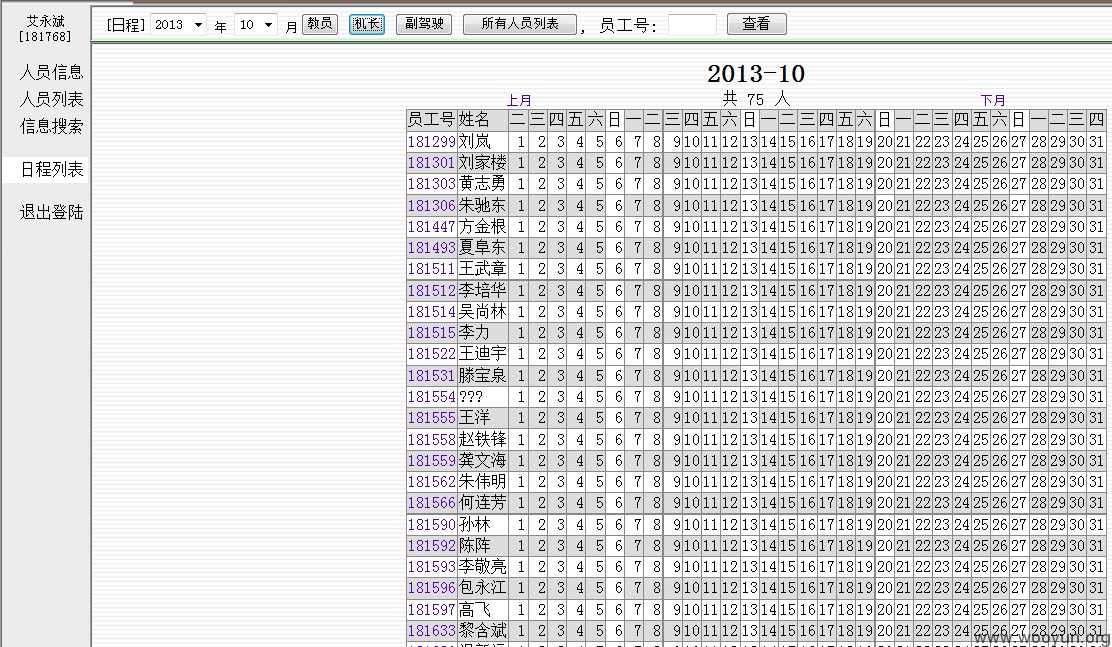 艾永斌
[181768]
人员信息
人员列表
信息搜索
日程列表
退出登陆
[日程] 2013 年 10 月 教员 机长 副驾驶 所有人员列表 , 员工号: 查看
2013-10
上月 共 75 人 下月
员工号 姓名 二 三 四 五 六 日 一 二 三 四 五 六 日 一 二 三 四 五 六 日 一 二 三 四 五 六 日 一 二 三 四
181299 刘岚 1 2 3 4 5 6 7 8 9 10 11 12 13 14 15 16 17 18 19 20 21 22 23 24 25 26 27 28 29 30 31
181301 刘家楼 1 2 3 4 5 6 7 8 9 10 11 12 13 14 15 16 17 18 19 20 21 22 23 24 25 26 27 28 29 30 31
181303 黄志勇 1 2 3 4 5 6 7 8 9 10 11 12 13 14 15 16 17 18 19 20 21 22 23 24 25 26 27 28 29 30 31
181306 朱驰东 1 2 3 4 5 6 7 8 9 10 11 12 13 14 15 16 17 18 19 20 21 22 23 24 25 26 27 28 29 30 31
181447 方金根 1 2 3 4 5 6 7 8 9 10 11 12 13 14 15 16 17 18 19 20 21 22 23 24 25 26 27 28 29 30 31
181493 夏阜东 1 2 3 4 5 6 7 8 9 10 11 12 13 14 15 16 17 18 19 20 21 22 23 24 25 26 27 28 29 30 31
181511 王武章 1 2 3 4 5 6 7 8 9 10 11 12 13 14 15 16 17 18 19 20 21 22 23 24 25 26 27 28 29 30 31
181512 李培华 1 2 3 4 5 6 7 8 9 10 11 12 13 14 15 16 17 18 19 20 21 22 23 24 25 26 27 28 29 30 31
181514 吴尚林 1 2 3 4 5 6 7 8 9 10 11 12 13 14 15 16 17 18 19 20 21 22 23 24 25 26 27 28 29 30 31
181515 李力 1 2 3 4 5 6 7 8 9 10 11 12 13 14 15 16 17 18 19 20 21 22 23 24 25 26 27 28 29 30 31
181522 王迪宇 1 2 3 4 5 6 7 8 9 10 11 12 13 14 15 16 17 18 19 20 21 22 23 24 25 26 27 28 29 30 31
181531 滕宝泉 1 2 3 4 5 6 7 8 9 10 11 12 13 14 15 16 17 18 19 20 21 22 23 24 25 26 27 28 29 30 31
181554 ??? 1 2 3 4 5 6 7 8 9 10 11 12 13 14 15 16 17 18 19 20 21 22 23 24 25 26 27 28 29 30 31
181555 王洋 1 2 3 4 5 6 7 8 9 10 11 12 13 14 15 16 17 18 19 20 21 22 23 24 25 26 27 28 29 30 31
181558 赵铁锋 1 2 3 4 5 6 7 8 9 10 11 12 13 14 15 16 17 18 19 20 21 22 23 24 25 26 27 28 29 30 31
181559 龚文海 1 2 3 4 5 6 7 8 9 10 11 12 13 14 15 16 17 18 19 20 21 22 23 24 25 26 27 28 29 30 31
181562 朱伟明 1 2 3 4 5 6 7 8 9 10 11 12 13 14 15 16 17 18 19 20 21 22 23 24 25 26 27 28 29 30 31
181566 何连芳 1 2 3 4 5 6 7 8 9 10 11 12 13 14 15 16 17 18 19 20 21 22 23 24 25 26 27 28 29 30 31
181590 孙林 1 2 3 4 5 6 7 8 9 10 11 12 13 14 15 16 17 18 19 20 21 22 23 24 25 26 27 28 29 30 31
181592 陈阵 1 2 3 4 5 6 7 8 9 10 11 12 13 14 15 16 17 18 19 20 21 22 23 24 25 26 27 28 29 30 31
181593 李敬亮 1 2 3 4 5 6 7 8 9 10 11 12 13 14 15 16 17 18 19 20 21 22 23 24 25 26 27 28 29 30 31
181596 包永江 1 2 3 4 5 6 7 8 9 10 11 12 13 14 15 16 17 18 19 20 21 22 23 24 25 26 27 28 29 30 31
181597 高飞 1 2 3 4 5 6 7 8 9 10 11 12 13 14 15 16 17 18 19 20 21 22 23 24 25 26 27 28 29 30 31
181633 黎含斌 1 2 3 4 5 6 7 8 9 10 11 12 13 14 15 16 17 18 19 20 21 22 23 24 25 26 27 28 29 30 31
www.wooyun.org